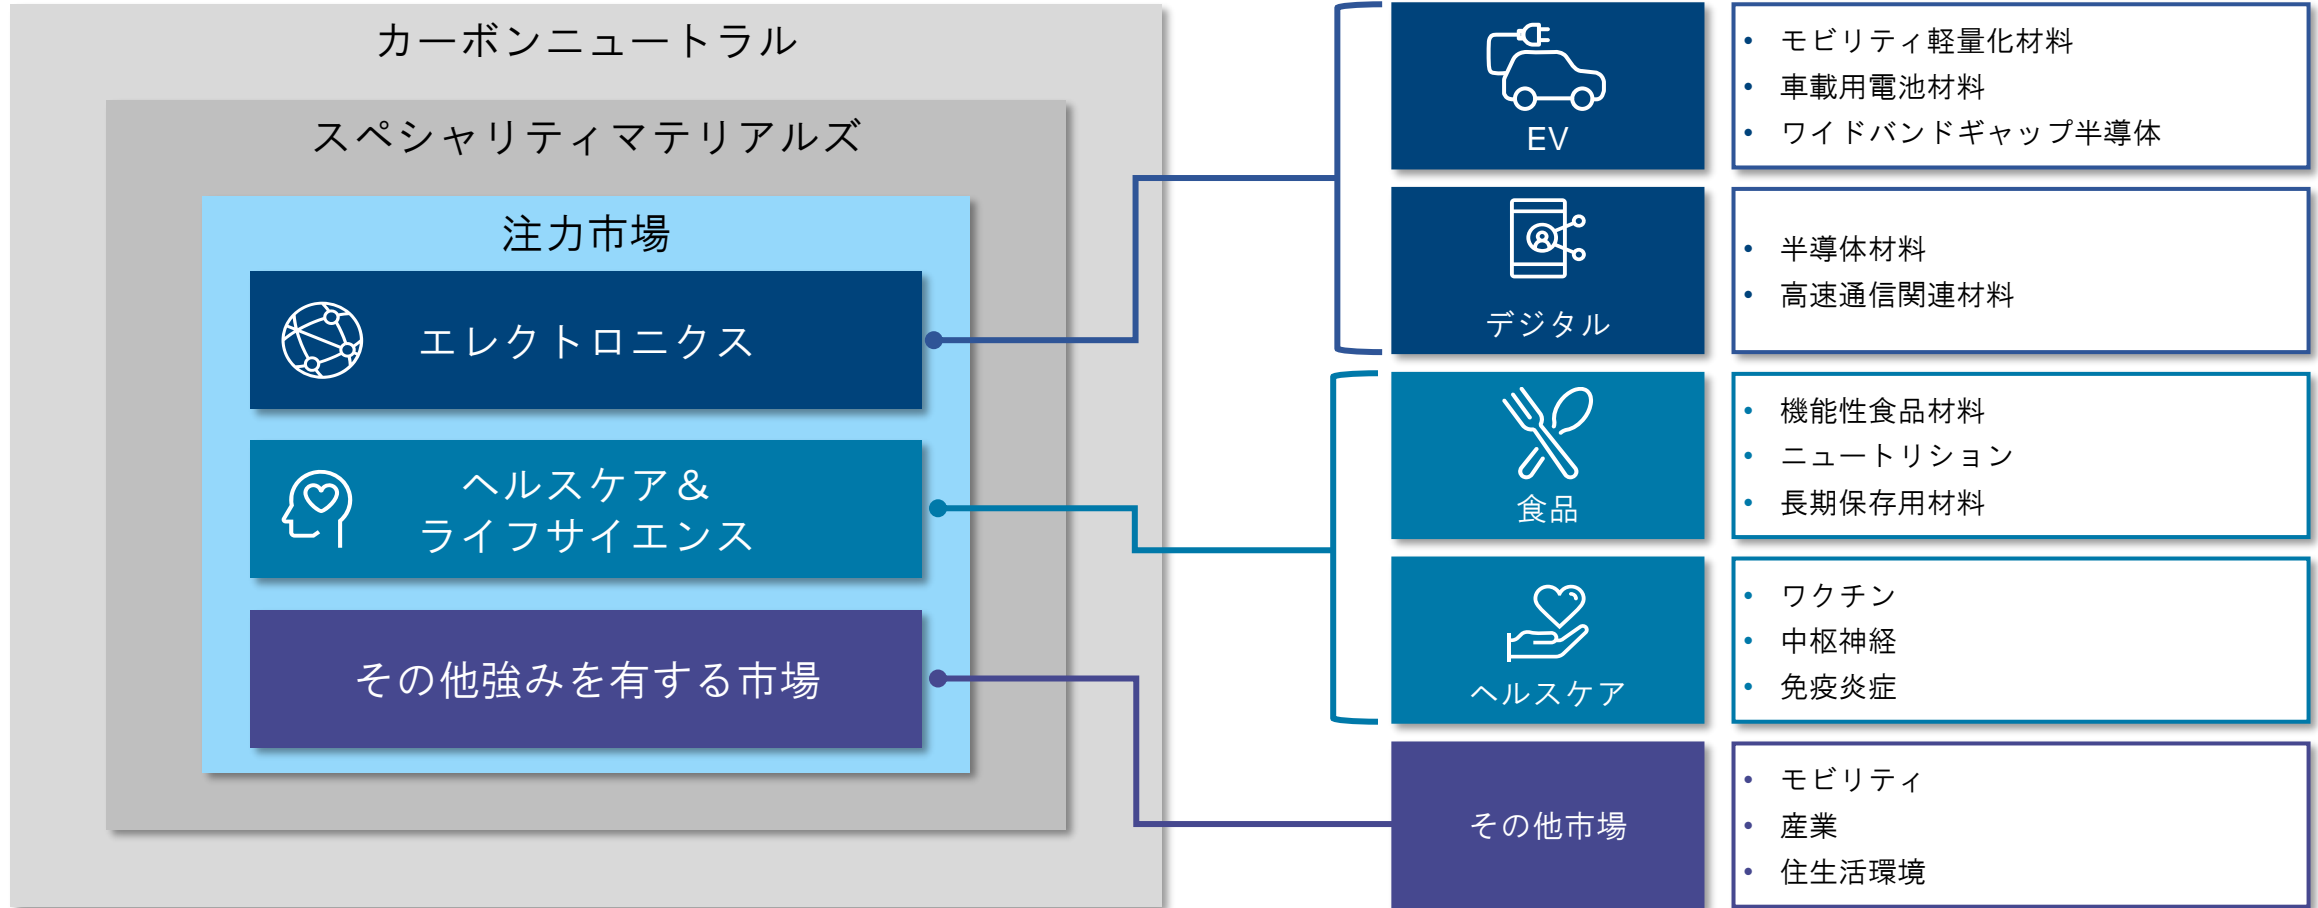 カーボンニュートラル
スペシャリティマテリアルズ
注力市場
エレクトロニクス
ヘルスケア＆
ライフサイエンス
その他強みを有する市場
EV
• モビリティ軽量化材料
• 車載用電池材料
• ワイドバンドギャップ半導体
デジタル
• 半導体材料
• 高速通信関連材料
食品
• 機能性食品材料
• ニュートリション
• 長期保存用材料
ヘルスケア
• ワクチン
• 中枢神経
• 免疫炎症
その他市場
• モビリティ
• 産業
• 住生活環境